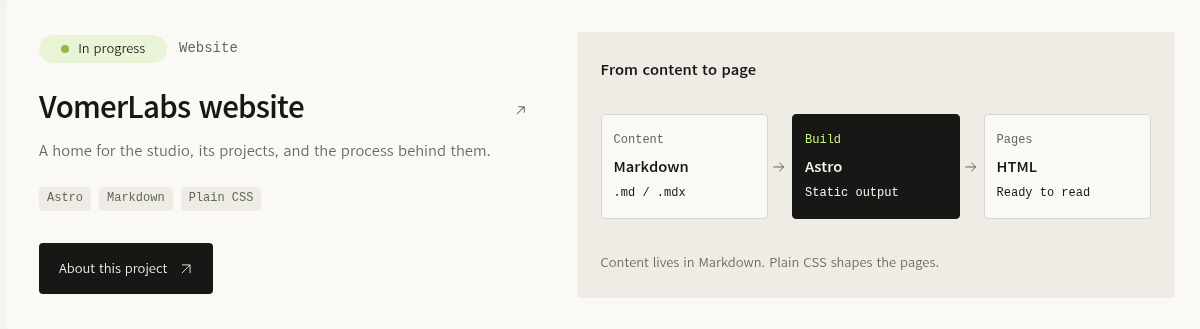 In progress
Website
VomerLabs website
A home for the studio, its projects, and the process behind them.
Astro
Markdown
Plain CSS
About this project
From content to page
Content
Markdown
.md / .mdx
Build
Astro
Static output
Pages
HTML
Ready to read
Content lives in Markdown. Plain CSS shapes the pages.